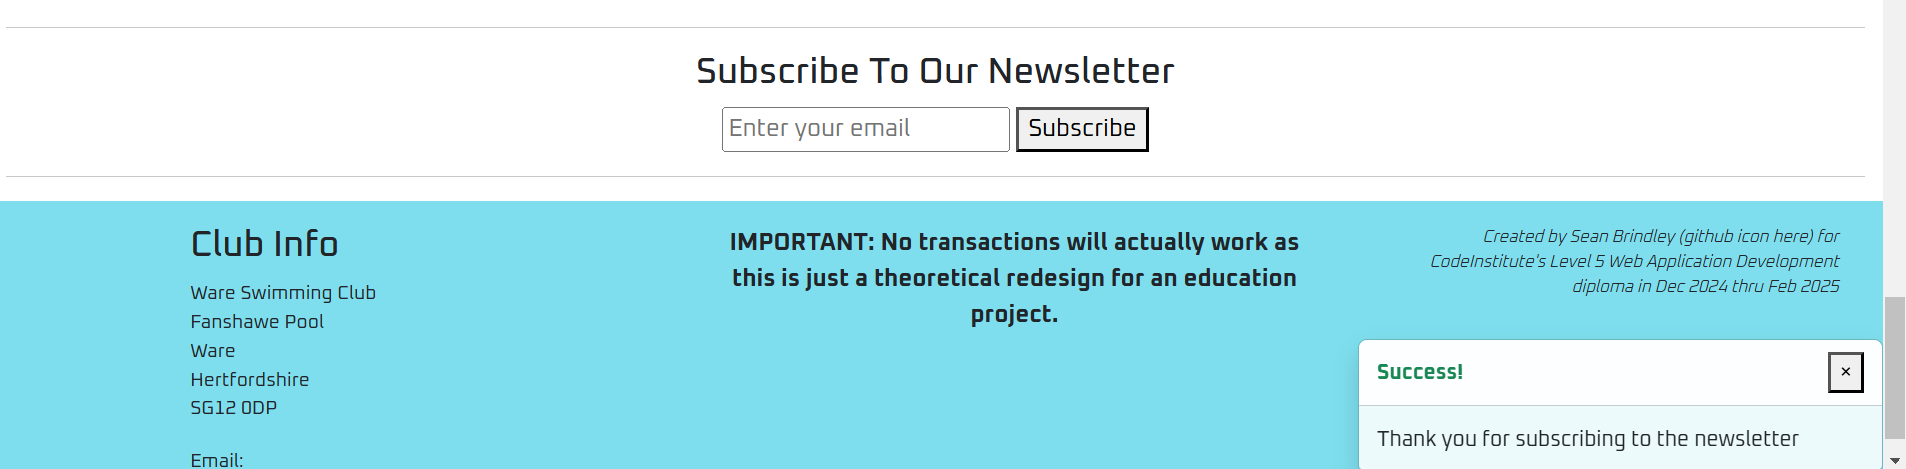 Subscribe To Our Newsletter
Enter your email
Subscribe
Club Info
Ware Swimming Club
Fanshawe Pool
Ware
Hertfordshire
SG12 0DP
Email:
IMPORTANT: No transactions will actually work as
this is just a theoretical redesign for an education
project.
Created by Sean Brindley (github icon here) for
CodeInstitute's Level 5 Web Application Development
diploma in Dec 2024 thru Feb 2025
Success!
×
Thank you for subscribing to the newsletter